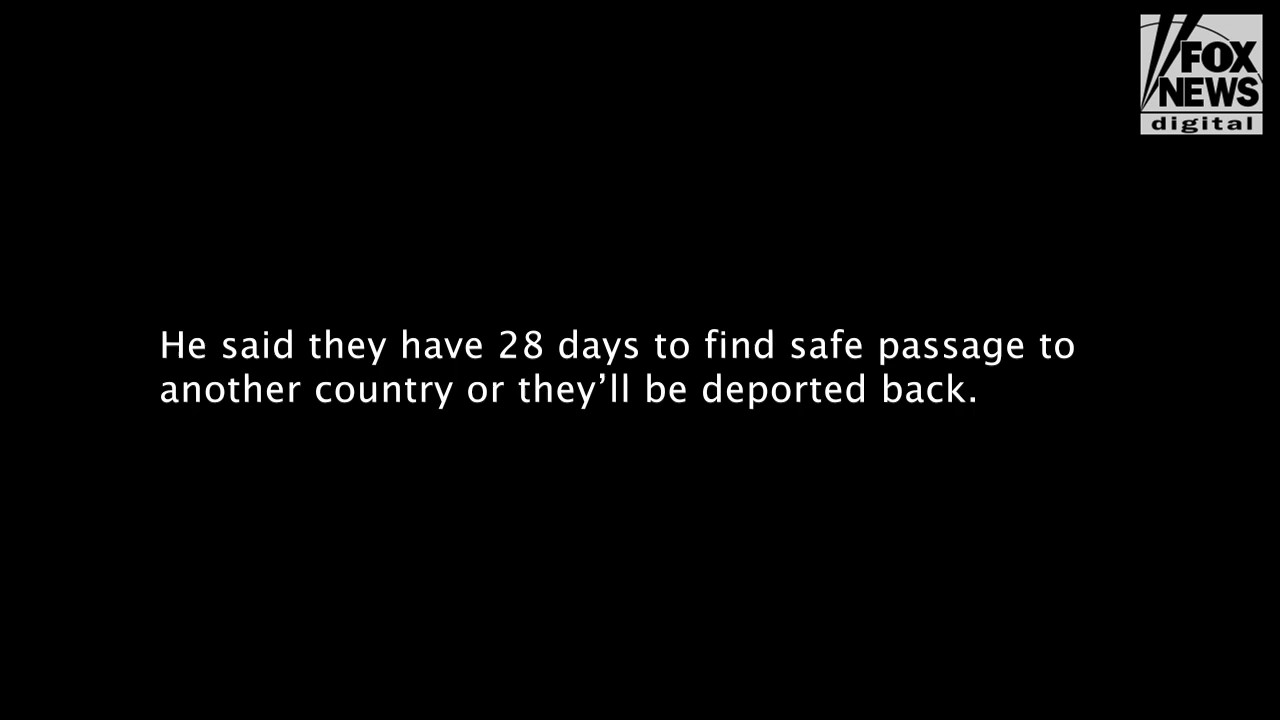 FOX
NEWS
digital
He said they have 28 days to find safe passage to
another country or they’ll be deported back.